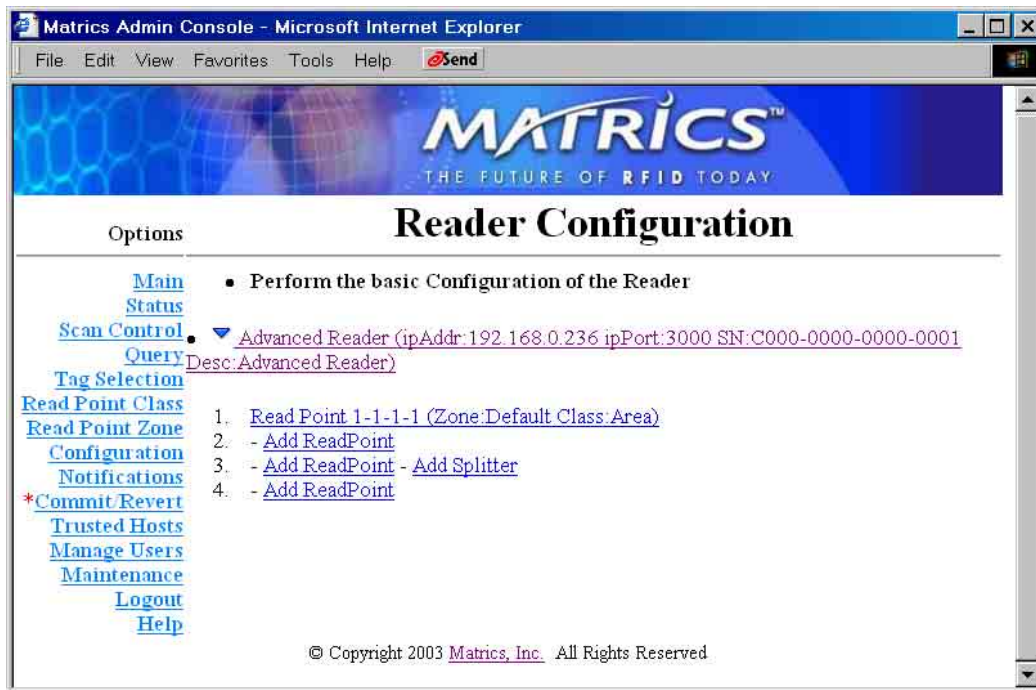 Matrics Admin Console - Microsoft Internet Explorer
File Edit View Favorites Tools Help Send
MATRICS™
THE FUTURE OF RFID TODAY
Options
Reader Configuration
Main
Status
Scan Control
Query
Tag Selection
Read Point Class
Read Point Zone
Configuration
Notifications
*Commit/Revert
Trusted Hosts
Manage Users
Maintenance
Logout
Help
• Perform the basic Configuration of the Reader
• Advanced Reader (ipAddr:192.168.0.236 ipPort:3000 SN:C000-0000-0000-0001
Desc:Advanced Reader)
1. Read Point 1-1-1-1 (Zone:Default Class:Area)
2. - Add ReadPoint
3. - Add ReadPoint - Add Splitter
4. - Add ReadPoint
© Copyright 2003 Matrics, Inc. All Rights Reserved